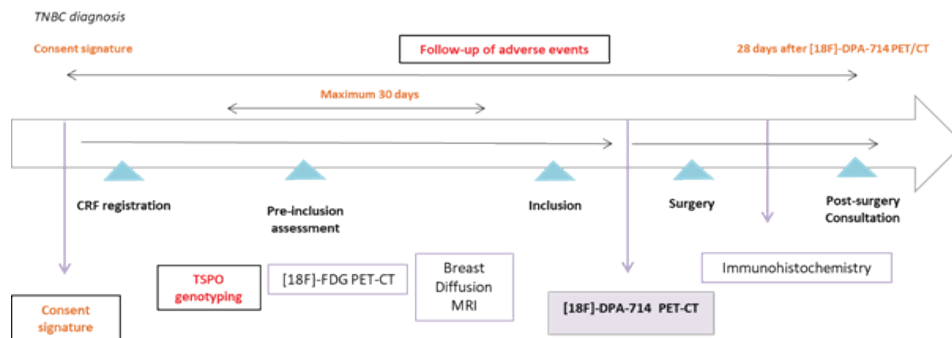 TNBC diagnosis
Consent signature
Follow-up of adverse events
28 days after [18F]-DPA-714 PET/CT
Maximum 30 days
CRF registration
Pre-inclusion
assessment
Inclusion
Surgery
Post-surgery
Consultation
TSPO
genotyping
[18F]-FDG PET-CT
Breast
Diffusion
MRI
Immunohistochemistry
Consent
signature
[18F]-DPA-714 PET-CT